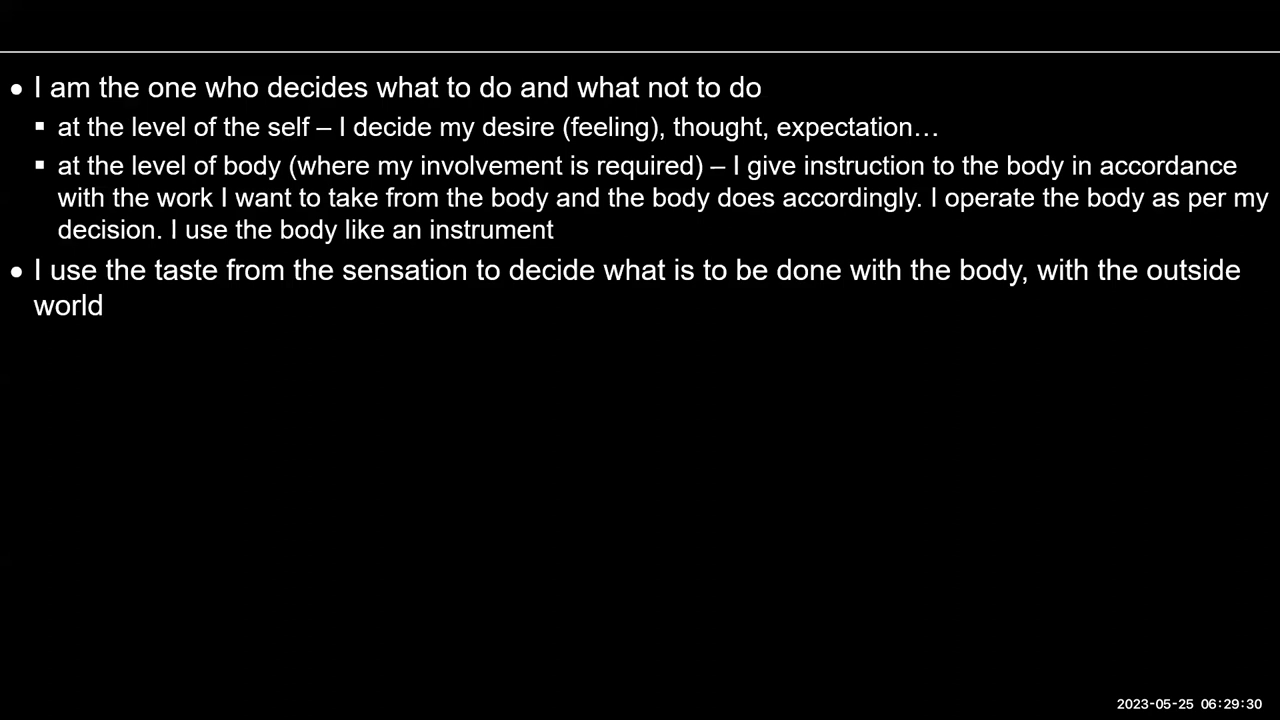 • I am the one who decides what to do and what not to do
▪ at the level of the self – I decide my desire (feeling), thought, expectation…
▪ at the level of body (where my involvement is required) – I give instruction to the body in accordance
with the work I want to take from the body and the body does accordingly. I operate the body as per my
decision. I use the body like an instrument
• I use the taste from the sensation to decide what is to be done with the body, with the outside
world
2023-05-25 06:29:30